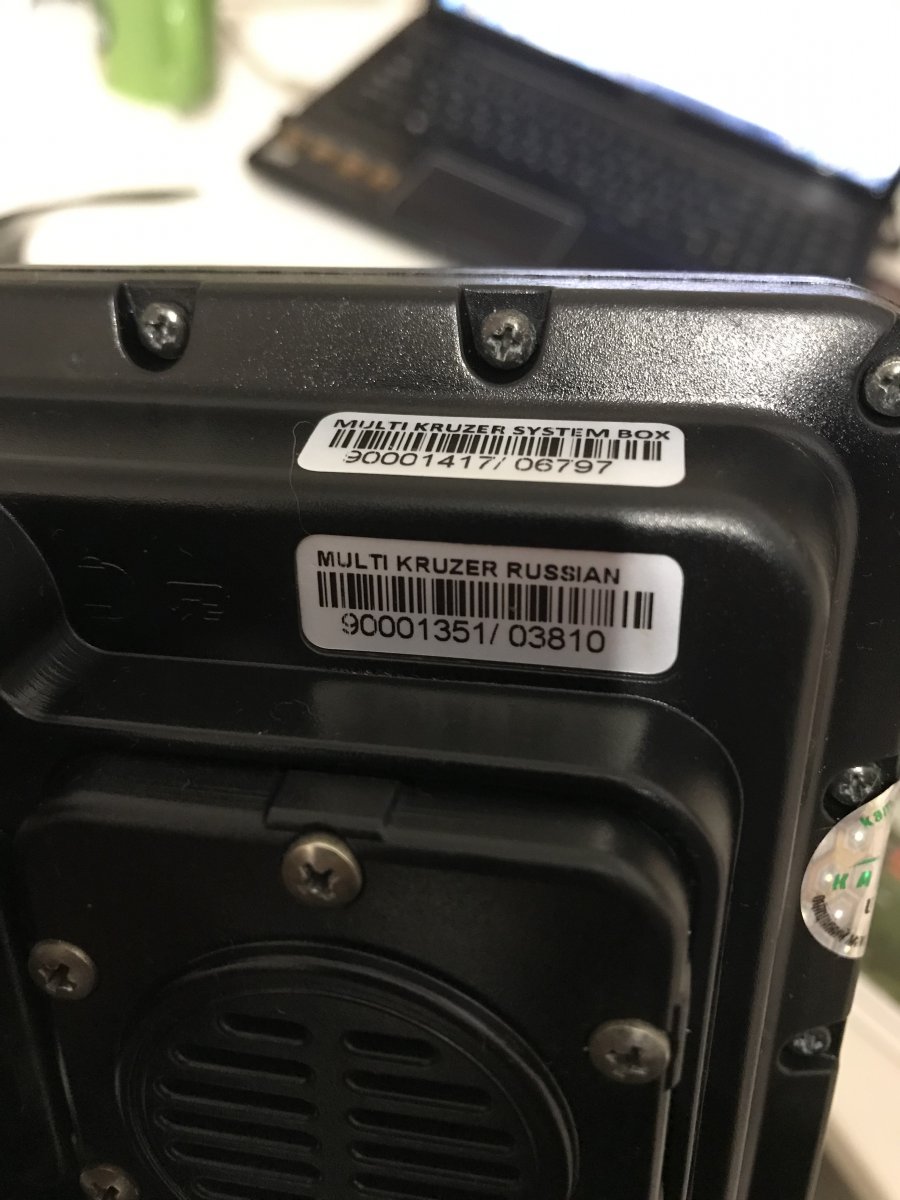 MULTI KRUZER SYSTEM BOX
90001417/ 06797
MULTI KRUZER RUSSIAN
90001351/ 03810